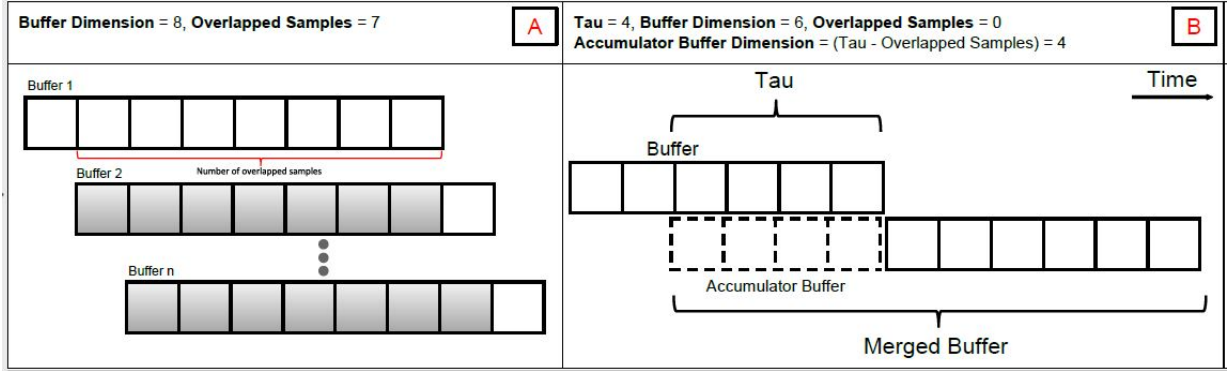 Buffer Dimension = 8, Overlapped Samples = 7
A
Buffer 1
Number of overlapped samples
Buffer 2
Buffer n
Tau = 4, Buffer Dimension = 6, Overlapped Samples = 0
Accumulator Buffer Dimension = (Tau - Overlapped Samples) = 4
B
Tau
Time
Buffer
Accumulator Buffer
Merged Buffer